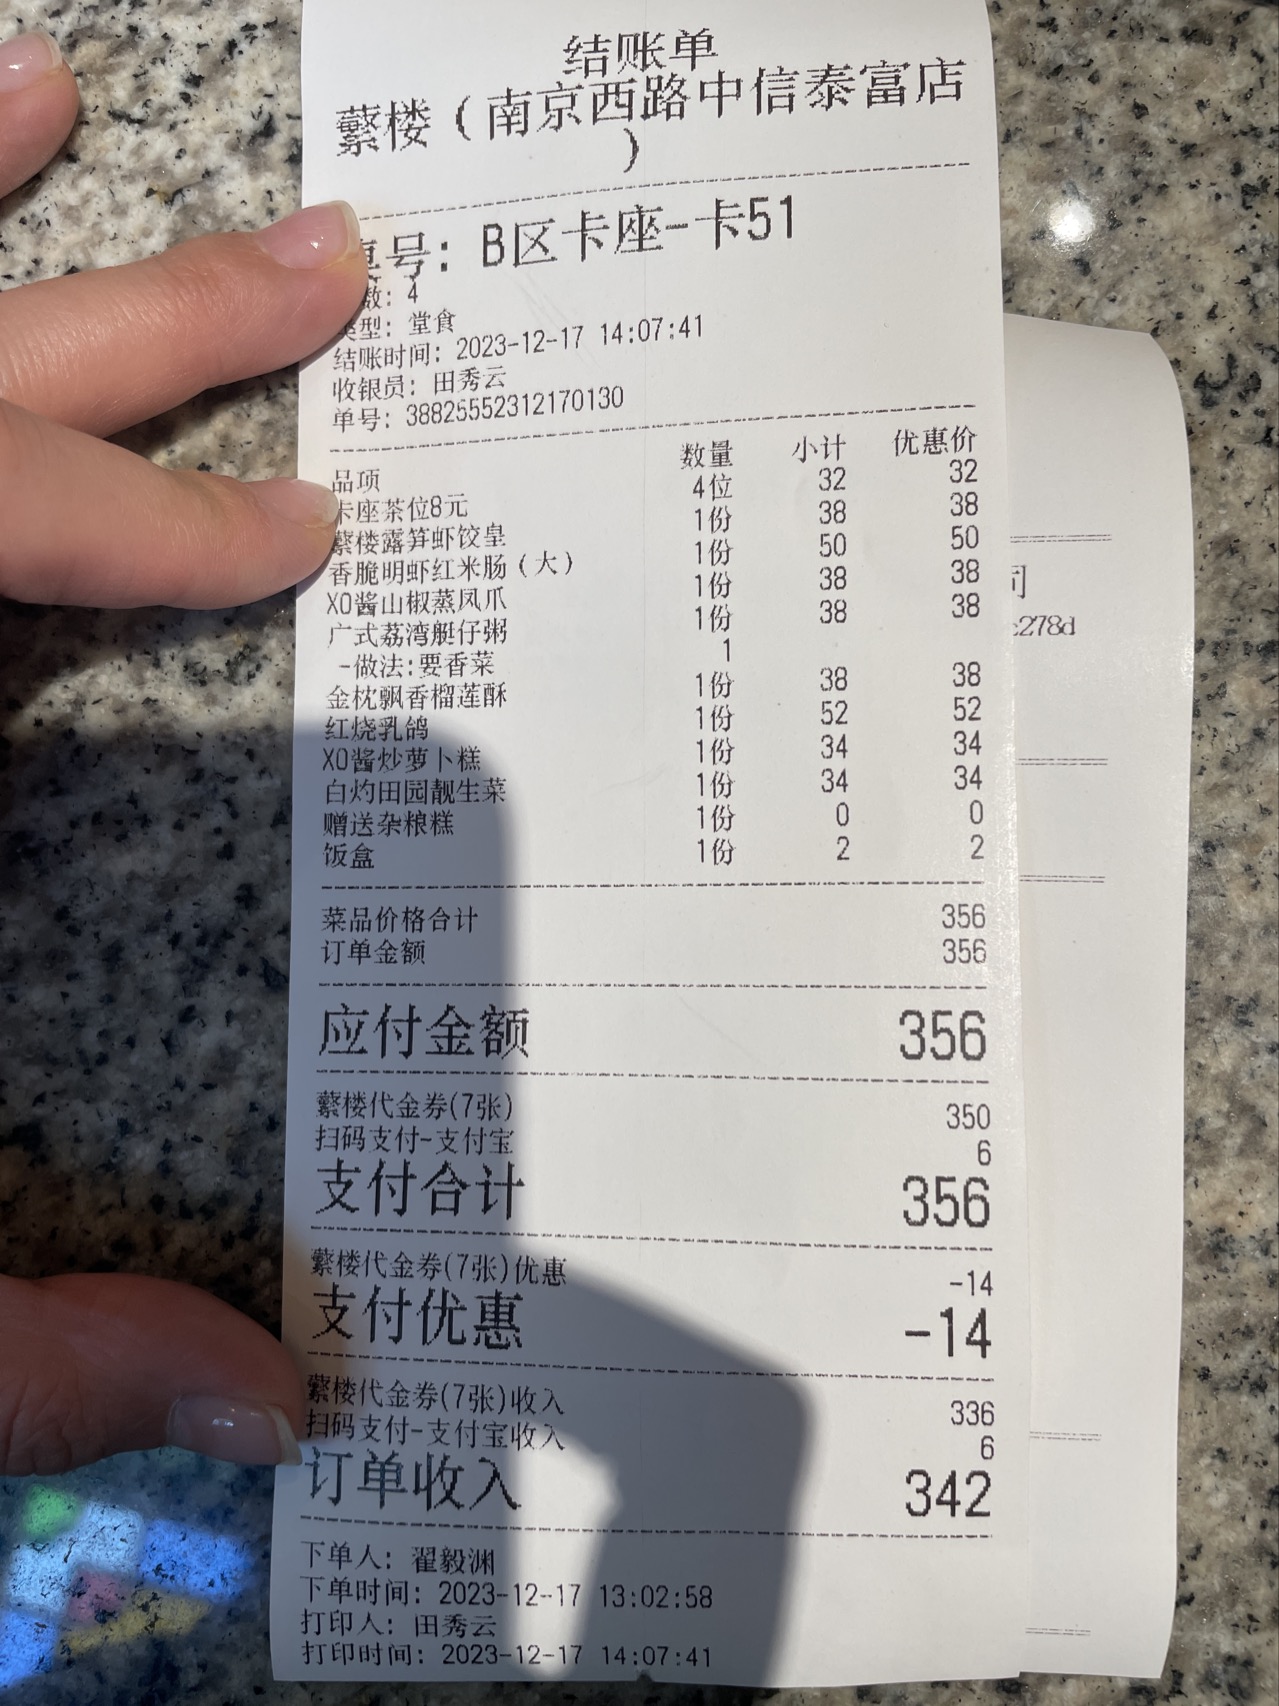 结账单
蘩楼（南京西路中信泰富店
）
号：B区卡座-卡51
数：4
类型：堂食
结账时间：2023-12-17 14:07:41
收银员：田秀云
单号：38825552312170130
品项 数量 小计 优惠价
卡座茶位8元 4位 32 32
蘩楼露笋虾饺皇 1份 38 38
香脆明虾红米肠（大） 1份 50 50
XO酱山椒蒸凤爪 1份 38 38
广式荔湾艇仔粥 1份 38 38
-做法:要香菜 1
金枕飘香榴莲酥 1份 38 38
红烧乳鸽 1份 52 52
XO酱炒萝卜糕 1份 34 34
白灼田园靓生菜 1份 34 34
赠送杂粮糕 1份 0 0
饭盒 1份 2 2
菜品价格合计 356
订单金额 356
应付金额 356
蘩楼代金券(7张) 350
扫码支付-支付宝 6
支付合计 356
蘩楼代金券(7张)优惠 -14
支付优惠 -14
蘩楼代金券(7张)收入 336
扫码支付-支付宝收入 6
订单收入 342
下单人：翟毅渊
下单时间：2023-12-17 13:02:58
打印人：田秀云
打印时间：2023-12-17 14:07:41
司
c278d